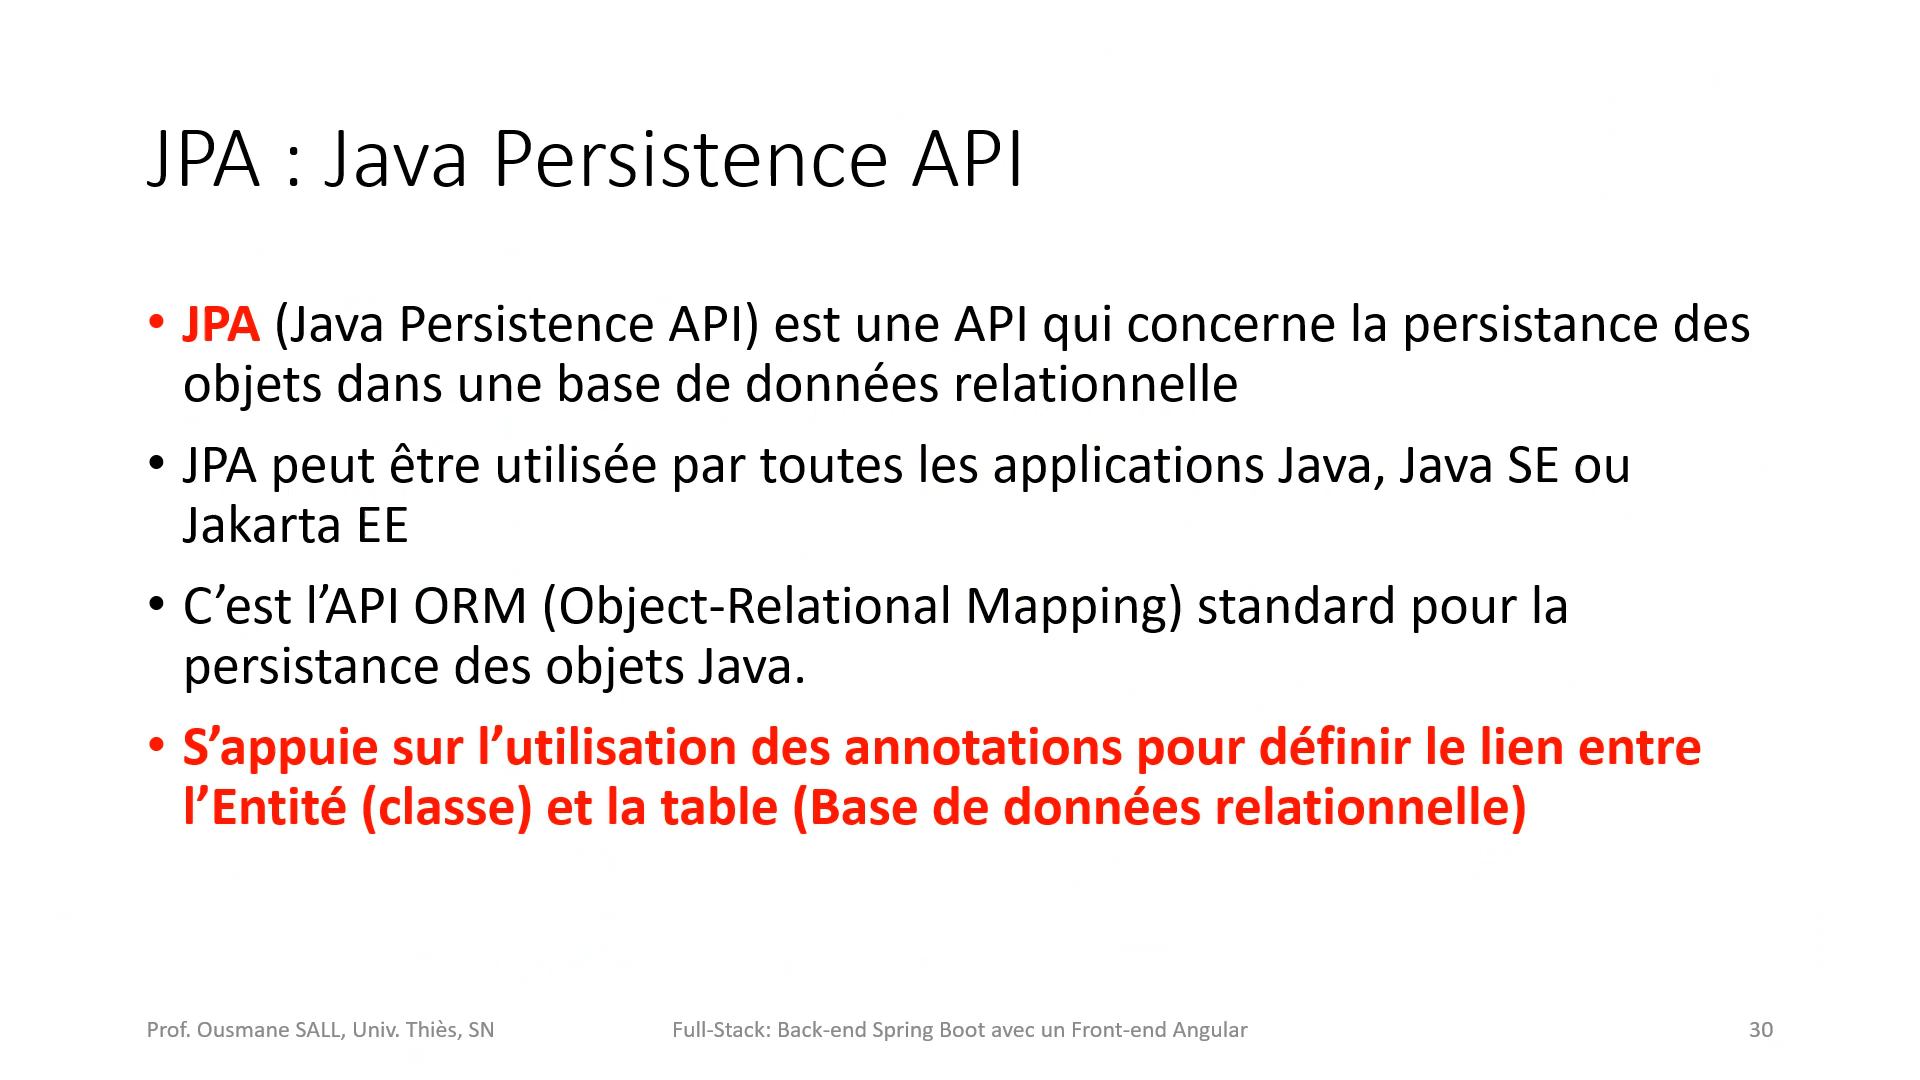 JPA : Java Persistence API
• JPA (Java Persistence API) est une API qui concerne la persistance des
objets dans une base de données relationnelle
• JPA peut être utilisée par toutes les applications Java, Java SE ou
Jakarta EE
• C’est l’API ORM (Object-Relational Mapping) standard pour la
persistance des objets Java.
• S’appuie sur l’utilisation des annotations pour définir le lien entre
l’Entité (classe) et la table (Base de données relationnelle)
Prof. Ousmane SALL, Univ. Thiès, SN
Full-Stack: Back-end Spring Boot avec un Front-end Angular
30